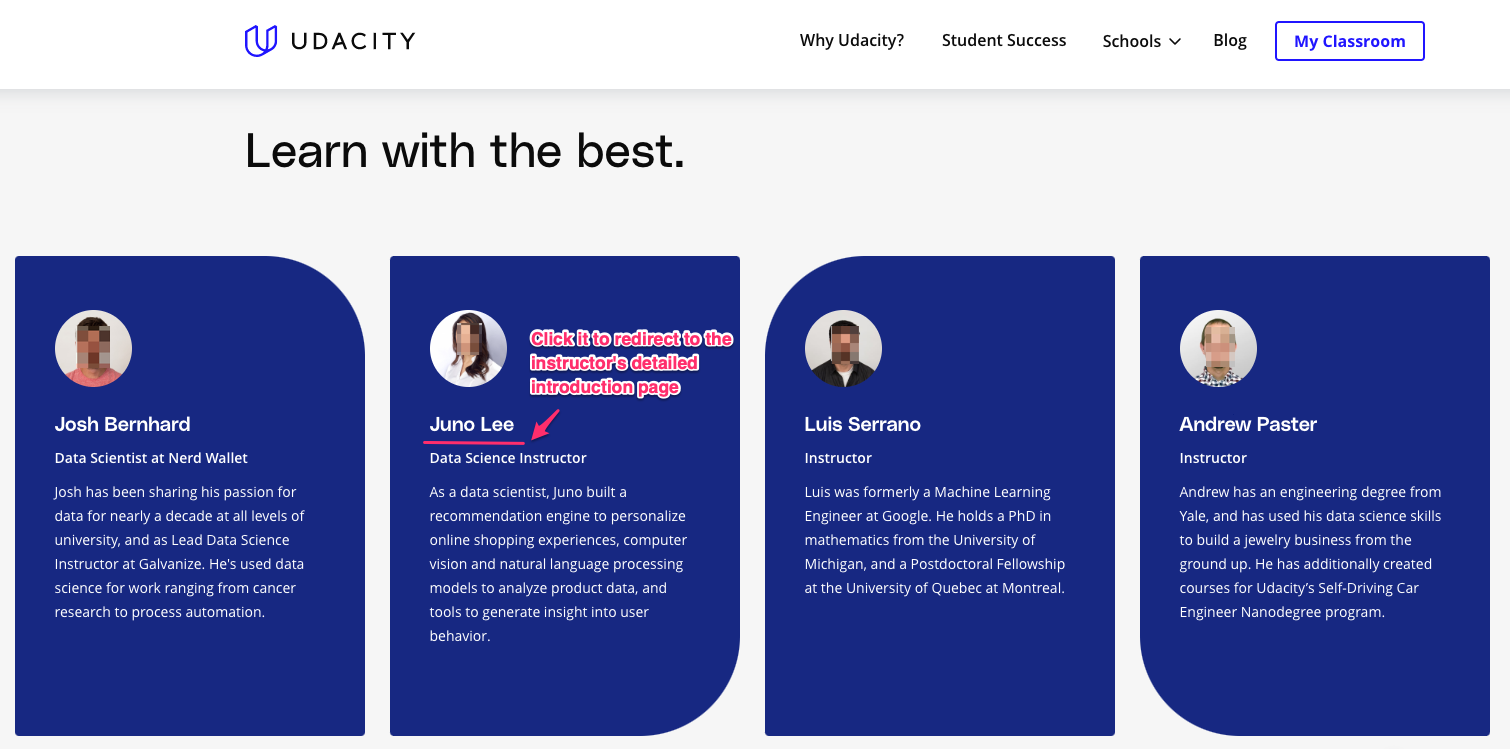 UDACITY
Why Udacity?
Student Success
Schools
Blog
My Classroom
Learn with the best.
Josh Bernhard
Data Scientist at Nerd Wallet
Josh has been sharing his passion for
data for nearly a decade at all levels of
university, and as Lead Data Science
Instructor at Galvanize. He's used data
science for work ranging from cancer
research to process automation.
Click it to redirect to the
instructor's detailed
introduction page
Juno Lee
Data Science Instructor
As a data scientist, Juno built a
recommendation engine to personalize
online shopping experiences, computer
vision and natural language processing
models to analyze product data, and
tools to generate insight into user
behavior.
Luis Serrano
Instructor
Luis was formerly a Machine Learning
Engineer at Google. He holds a PhD in
mathematics from the University of
Michigan, and a Postdoctoral Fellowship
at the University of Quebec at Montreal.
Andrew Paster
Instructor
Andrew has an engineering degree from
Yale, and has used his data science skills
to build a jewelry business from the
ground up. He has additionally created
courses for Udacity’s Self-Driving Car
Engineer Nanodegree program.